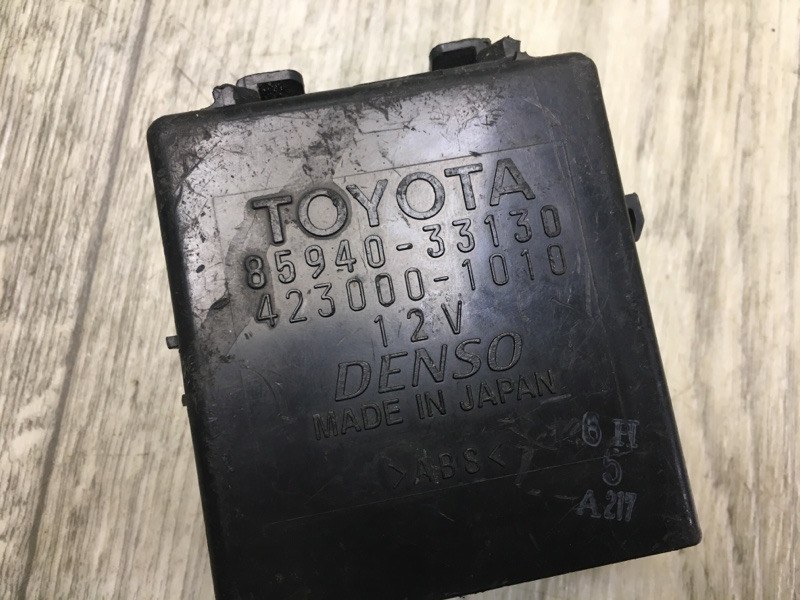 TOYOTA
85940-33130
423000-1010
12V
DENSO
MADE IN JAPAN
6H
>ABS<
5
A217